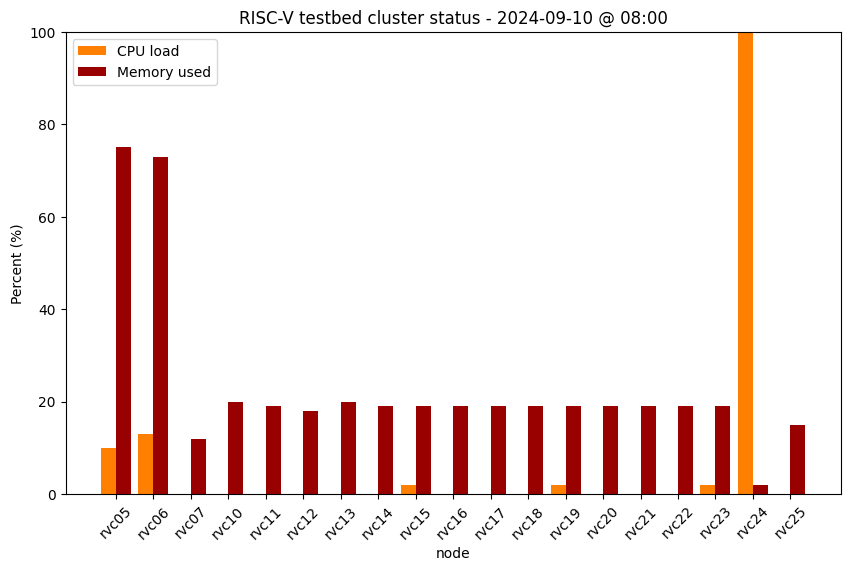 RISC-V testbed cluster status - 2024-09-10 @ 08:00
CPU load
Memory used
Percent (%)
100
80
60
40
20
0
rvc05 rvc06 rvc07 rvc10 rvc11 rvc12 rvc13 rvc14 rvc15 rvc16 rvc17 rvc18 rvc19 rvc20 rvc21 rvc22 rvc23 rvc24 rvc25
node